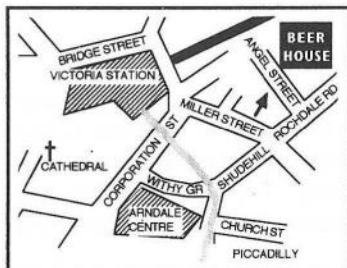 BEER
HOUSE
BRIDGE STREET
VICTORIA STATION
ANGEL STREET
MILLER STREET
ROCHDALE RD
CORPORATION ST
SHUDEHILL
CATHEDRAL
WITHY GR
ARNDALE
CENTRE
CHURCH ST
PICCADILLY